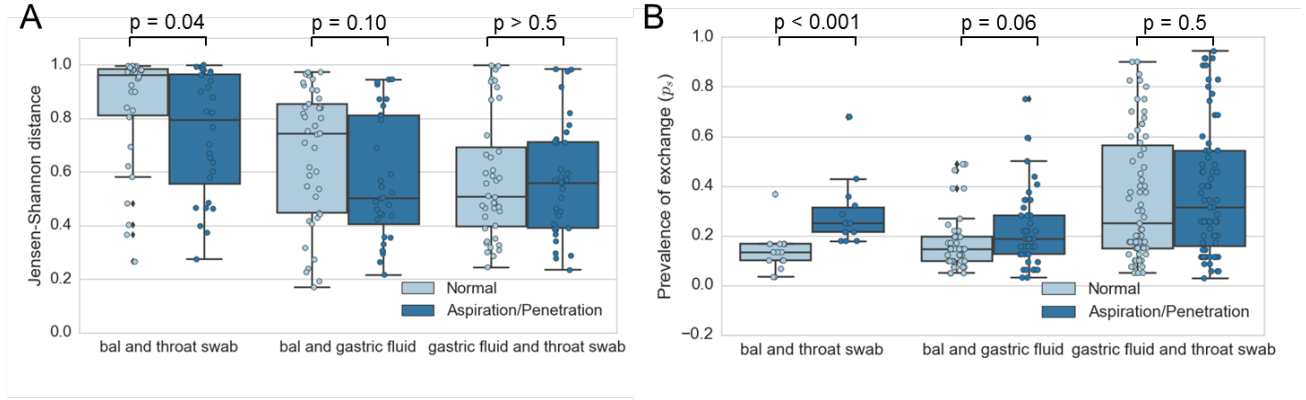 A
p = 0.04
p = 0.10
p > 0.5
Jensen-Shannon distance
1.0
0.8
0.6
0.4
0.2
0.0
Normal
Aspiration/Penetration
bal and throat swab
bal and gastric fluid
gastric fluid and throat swab
B
p < 0.001
p = 0.06
p = 0.5
Prevalence of exchange (pₛ)
1.0
0.8
0.6
0.4
0.2
0.0
−0.2
Normal
Aspiration/Penetration
bal and throat swab
bal and gastric fluid
gastric fluid and throat swab